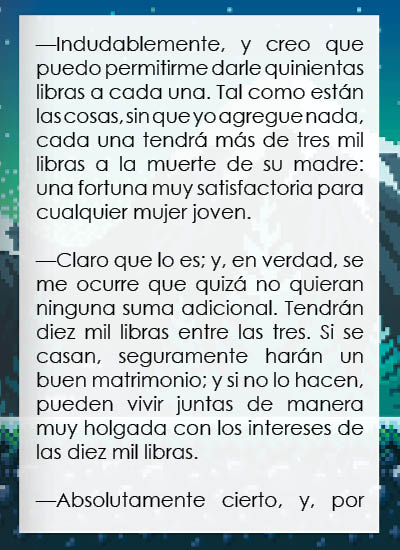 —Indudablemente, y creo que
puedo permitirme darle quinientas
libras a cada una. Tal como están
las cosas, sin que yo agregue nada,
cada una tendrá más de tres mil
libras a la muerte de su madre:
una fortuna muy satisfactoria para
cualquier mujer joven.
—Claro que lo es; y, en verdad, se
me ocurre que quizá no quieran
ninguna suma adicional. Tendrán
diez mil libras entre las tres. Si se
casan, seguramente harán un
buen matrimonio; y si no lo hacen,
pueden vivir juntas de manera
muy holgada con los intereses de
las diez mil libras.
—Absolutamente cierto, y, por